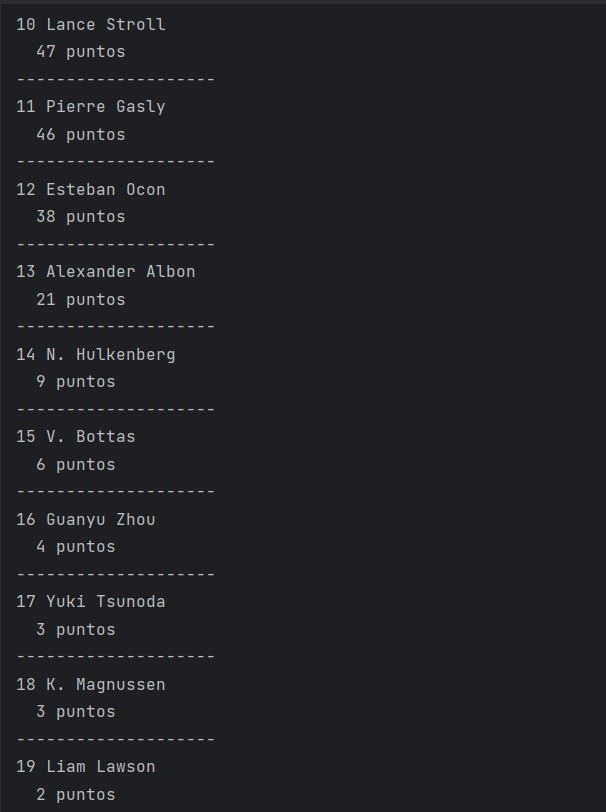 10 Lance Stroll
47 puntos
--------------------
11 Pierre Gasly
46 puntos
--------------------
12 Esteban Ocon
38 puntos
--------------------
13 Alexander Albon
21 puntos
--------------------
14 N. Hulkenberg
9 puntos
--------------------
15 V. Bottas
6 puntos
--------------------
16 Guanyu Zhou
4 puntos
--------------------
17 Yuki Tsunoda
3 puntos
--------------------
18 K. Magnussen
3 puntos
--------------------
19 Liam Lawson
2 puntos